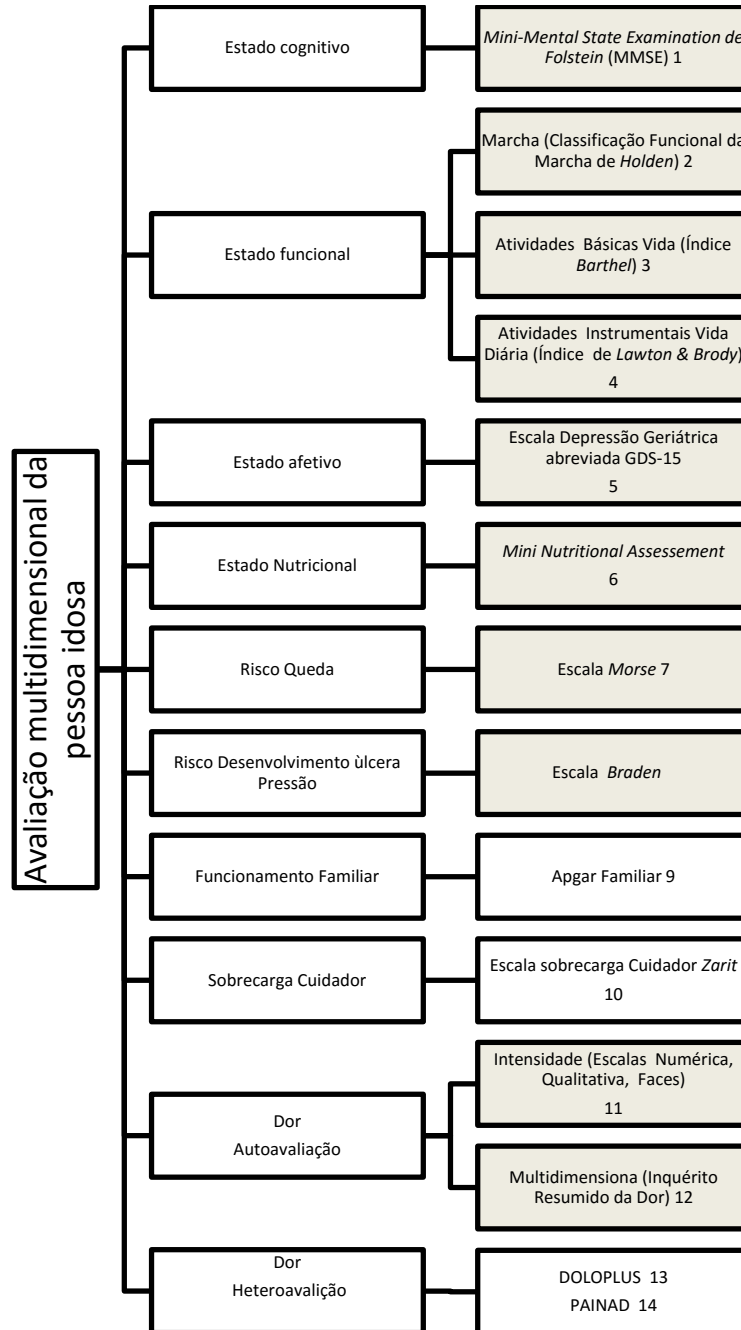 Avaliação multidimensional da
pessoa idosa
Estado cognitivo
Mini-Mental State Examination de
Folstein (MMSE) 1
Estado funcional
Marcha (Classificação Funcional da
Marcha de Holden) 2
Atividades Básicas Vida (Índice
Barthel) 3
Atividades Instrumentais Vida
Diária (Índice de Lawton & Brody)
4
Estado afetivo
Escala Depressão Geriátrica
abreviada GDS-15
5
Estado Nutricional
Mini Nutritional Assessement
6
Risco Queda
Escala Morse 7
Risco Desenvolvimento ùlcera
Pressão
Escala Braden
Funcionamento Familiar
Apgar Familiar 9
Sobrecarga Cuidador
Escala sobrecarga Cuidador Zarit
10
Dor
Autoavaliação
Intensidade (Escalas Numérica,
Qualitativa, Faces)
11
Multidimensiona (Inquérito
Resumido da Dor) 12
Dor
Heteroavalição
DOLOPLUS 13
PAINAD 14